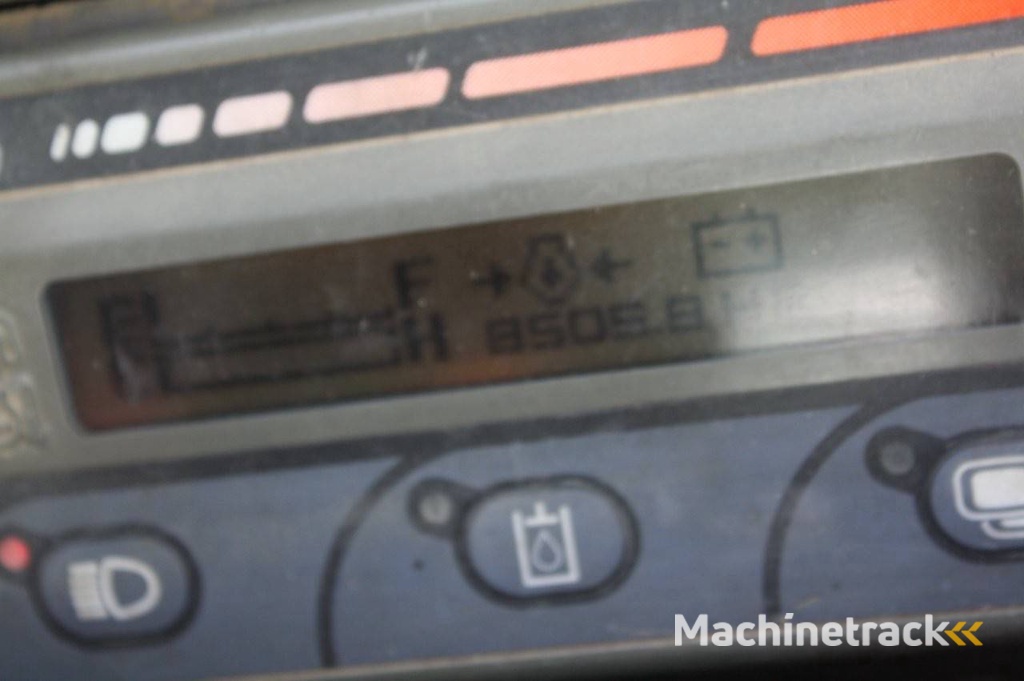 F
H 8505.8 H
Machinetrack